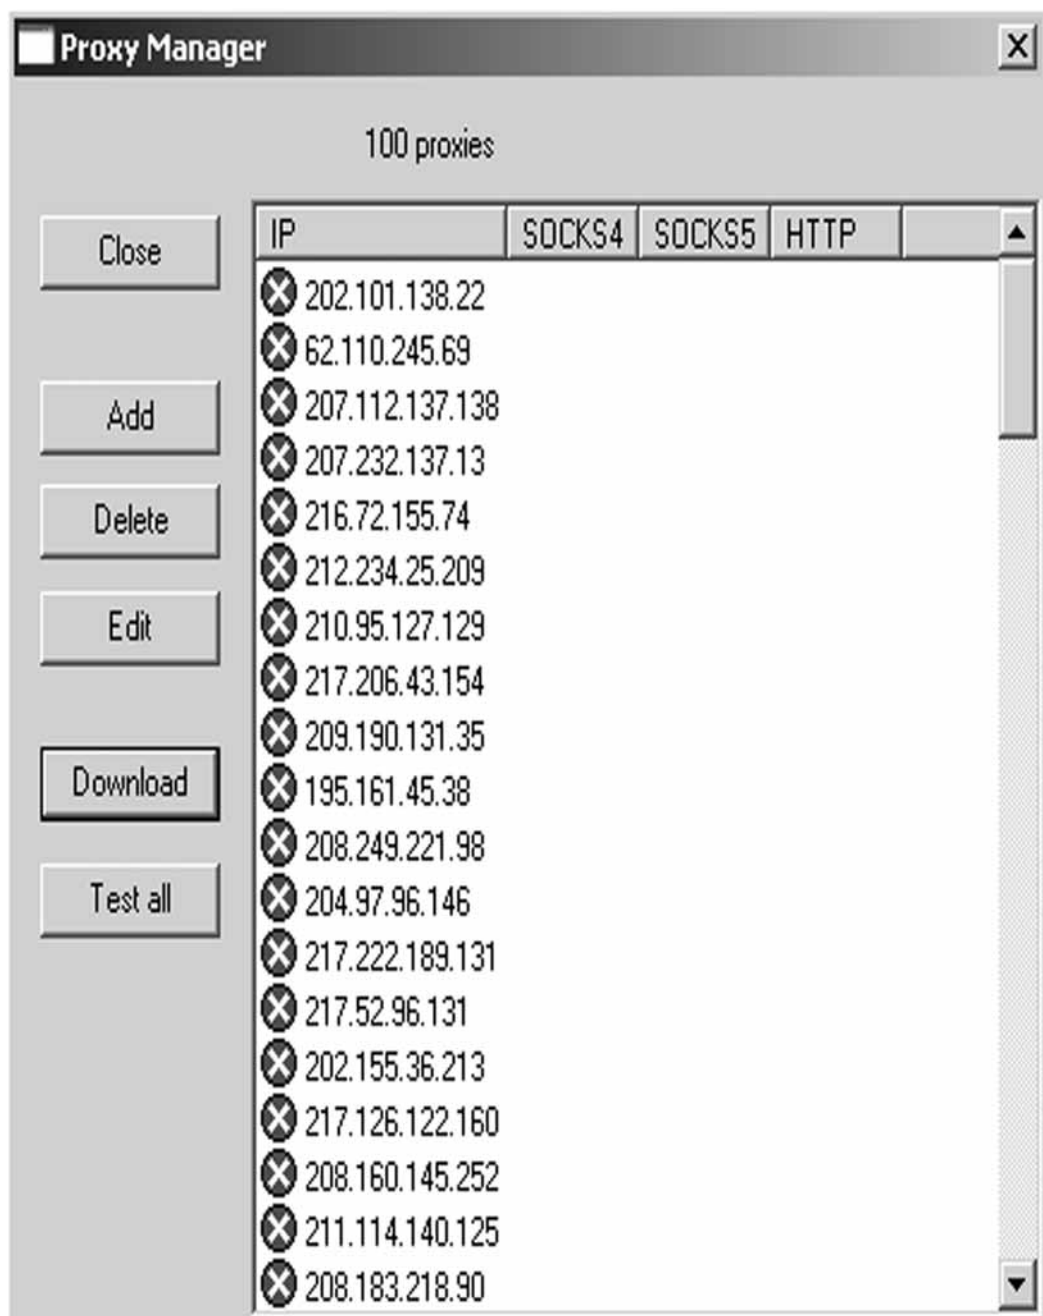 Proxy Manager
100 proxies
Close
Add
Delete
Edit
Download
Test all
IP SOCKS4 SOCKS5 HTTP
202.101.138.22
62.110.245.69
207.112.137.138
207.232.137.13
216.72.155.74
212.234.25.209
210.95.127.129
217.206.43.154
209.190.131.35
195.161.45.38
208.249.221.98
204.97.96.146
217.222.189.131
217.52.96.131
202.155.36.213
217.126.122.160
208.160.145.252
211.114.140.125
208.183.218.90